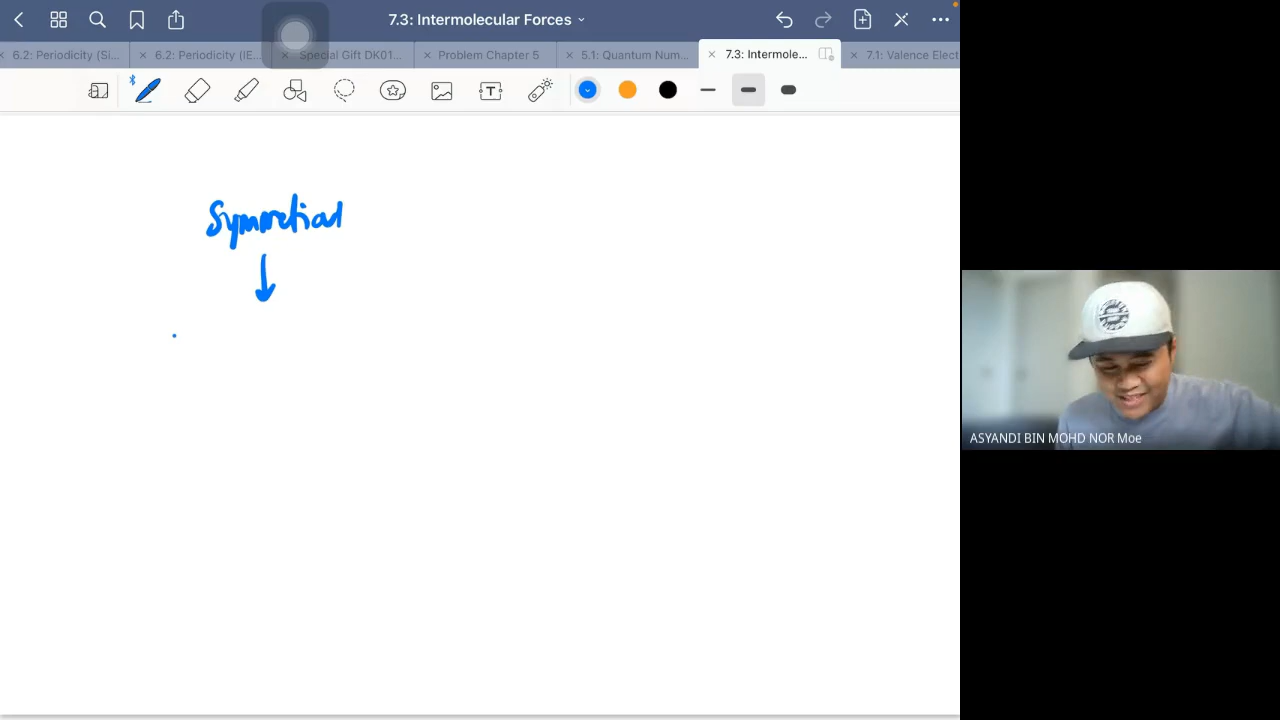 7.3: Intermolecular Forces
6.2: Periodicity (Si...
6.2: Periodicity (IE...
Special Gift DK01...
Problem Chapter 5
5.1: Quantum Num...
7.3: Intermole...
7.1: Valence Elect
T
Symmetrical
ASYANDI BIN MOHD NOR Moe